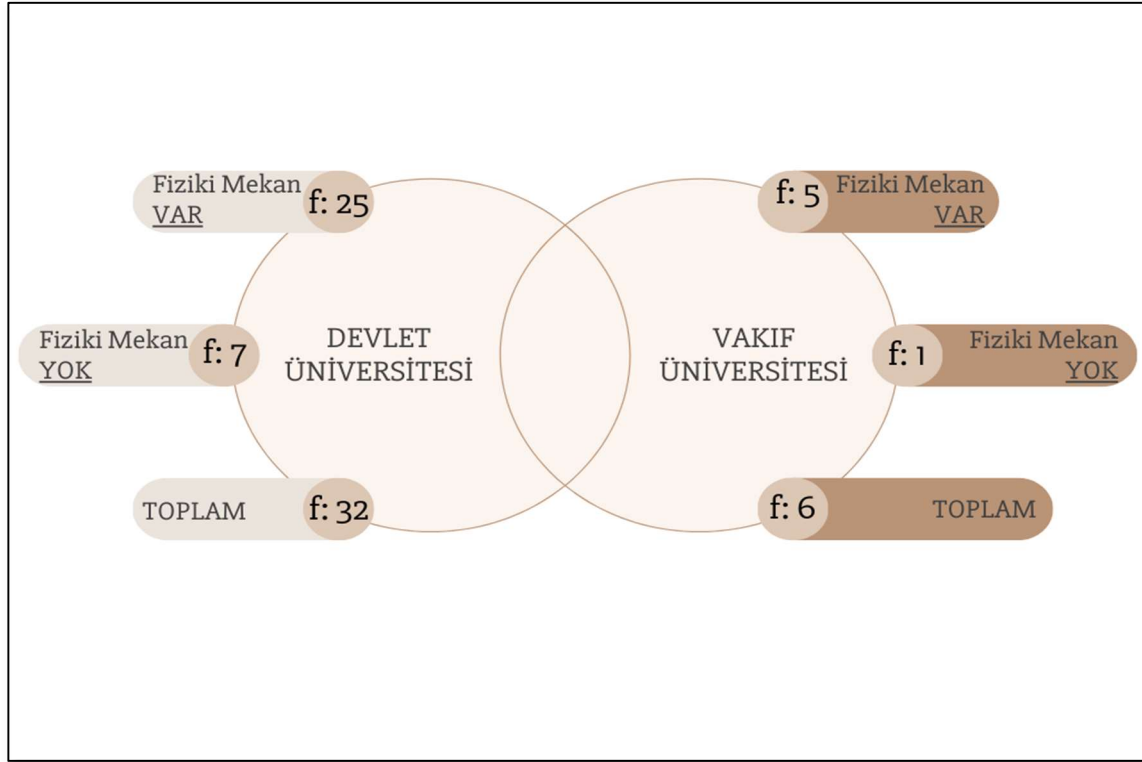 Fiziki Mekan
VAR
f: 25
Fiziki Mekan
YOK
f: 7
TOPLAM
f: 32
DEVLET
ÜNİVERSİTESİ
VAKIF
ÜNİVERSİTESİ
f: 5
Fiziki Mekan
VAR
f: 1
Fiziki Mekan
YOK
f: 6
TOPLAM